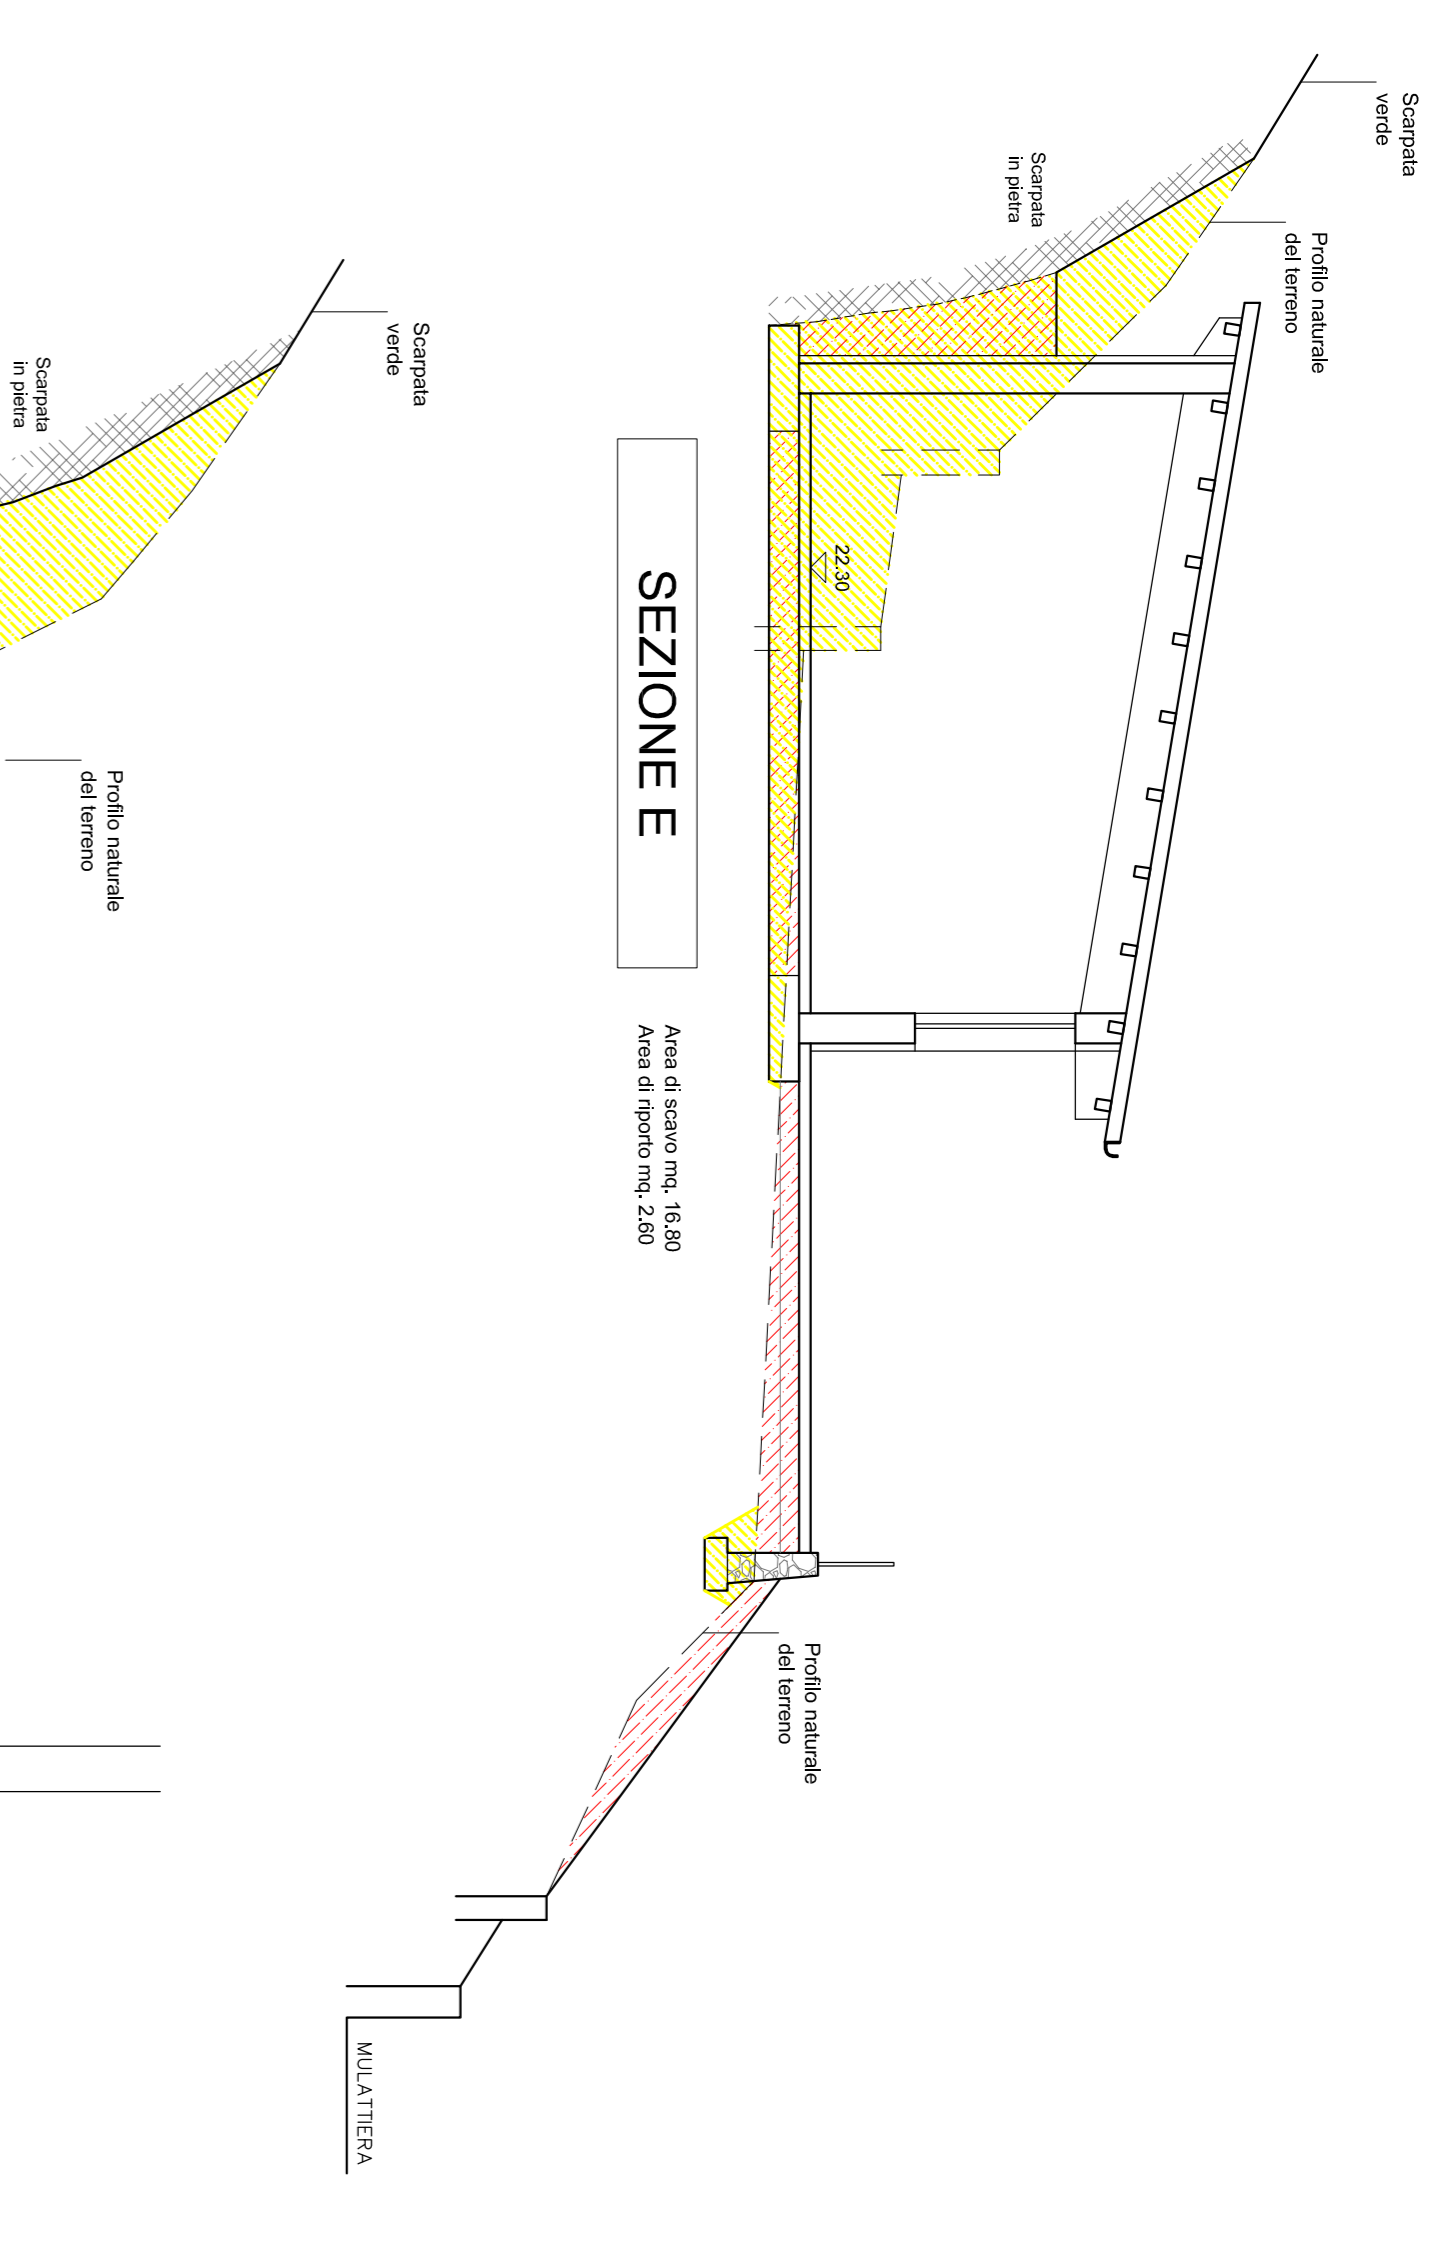 Scarpata
verde
Profilo naturale
del terreno
Scarpata
in pietra
22.30
Profilo naturale
del terreno
SEZIONE E
Area di scavo mq. 16.80
Area di riporto mq. 2.60
MULATTIERA
Scarpata
verde
Scarpata
in pietra
Profilo naturale
del terreno